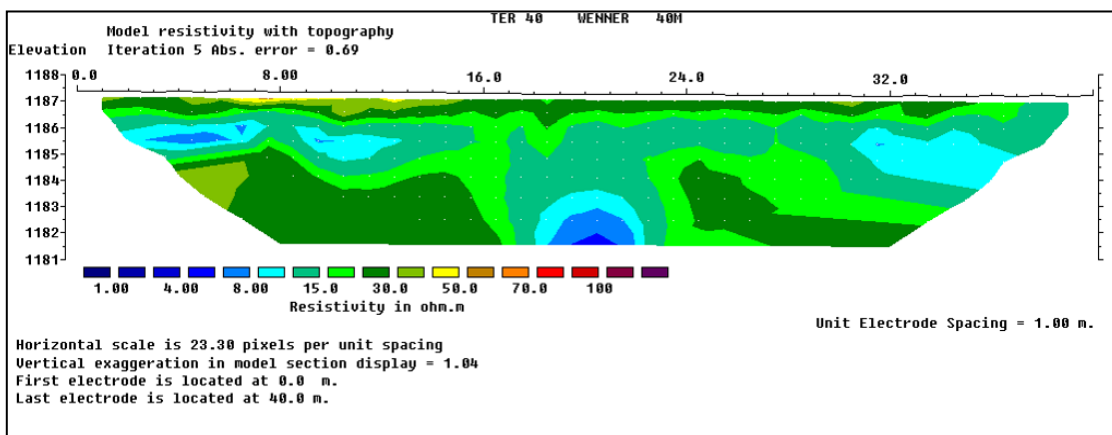 TER 40 WENNER 40M
Model resistivity with topography
Elevation Iteration 5 Abs. error = 0.69
1188 0.0 8.00 16.0 24.0 32.0
1187
1186
1185
1184
1183
1182
1181
1.00 4.00 8.00 15.0 30.0 50.0 70.0 100
Resistivity in ohm.m
Unit Electrode Spacing = 1.00 m.
Horizontal scale is 23.30 pixels per unit spacing
Vertical exaggeration in model section display = 1.04
First electrode is located at 0.0 m.
Last electrode is located at 40.0 m.